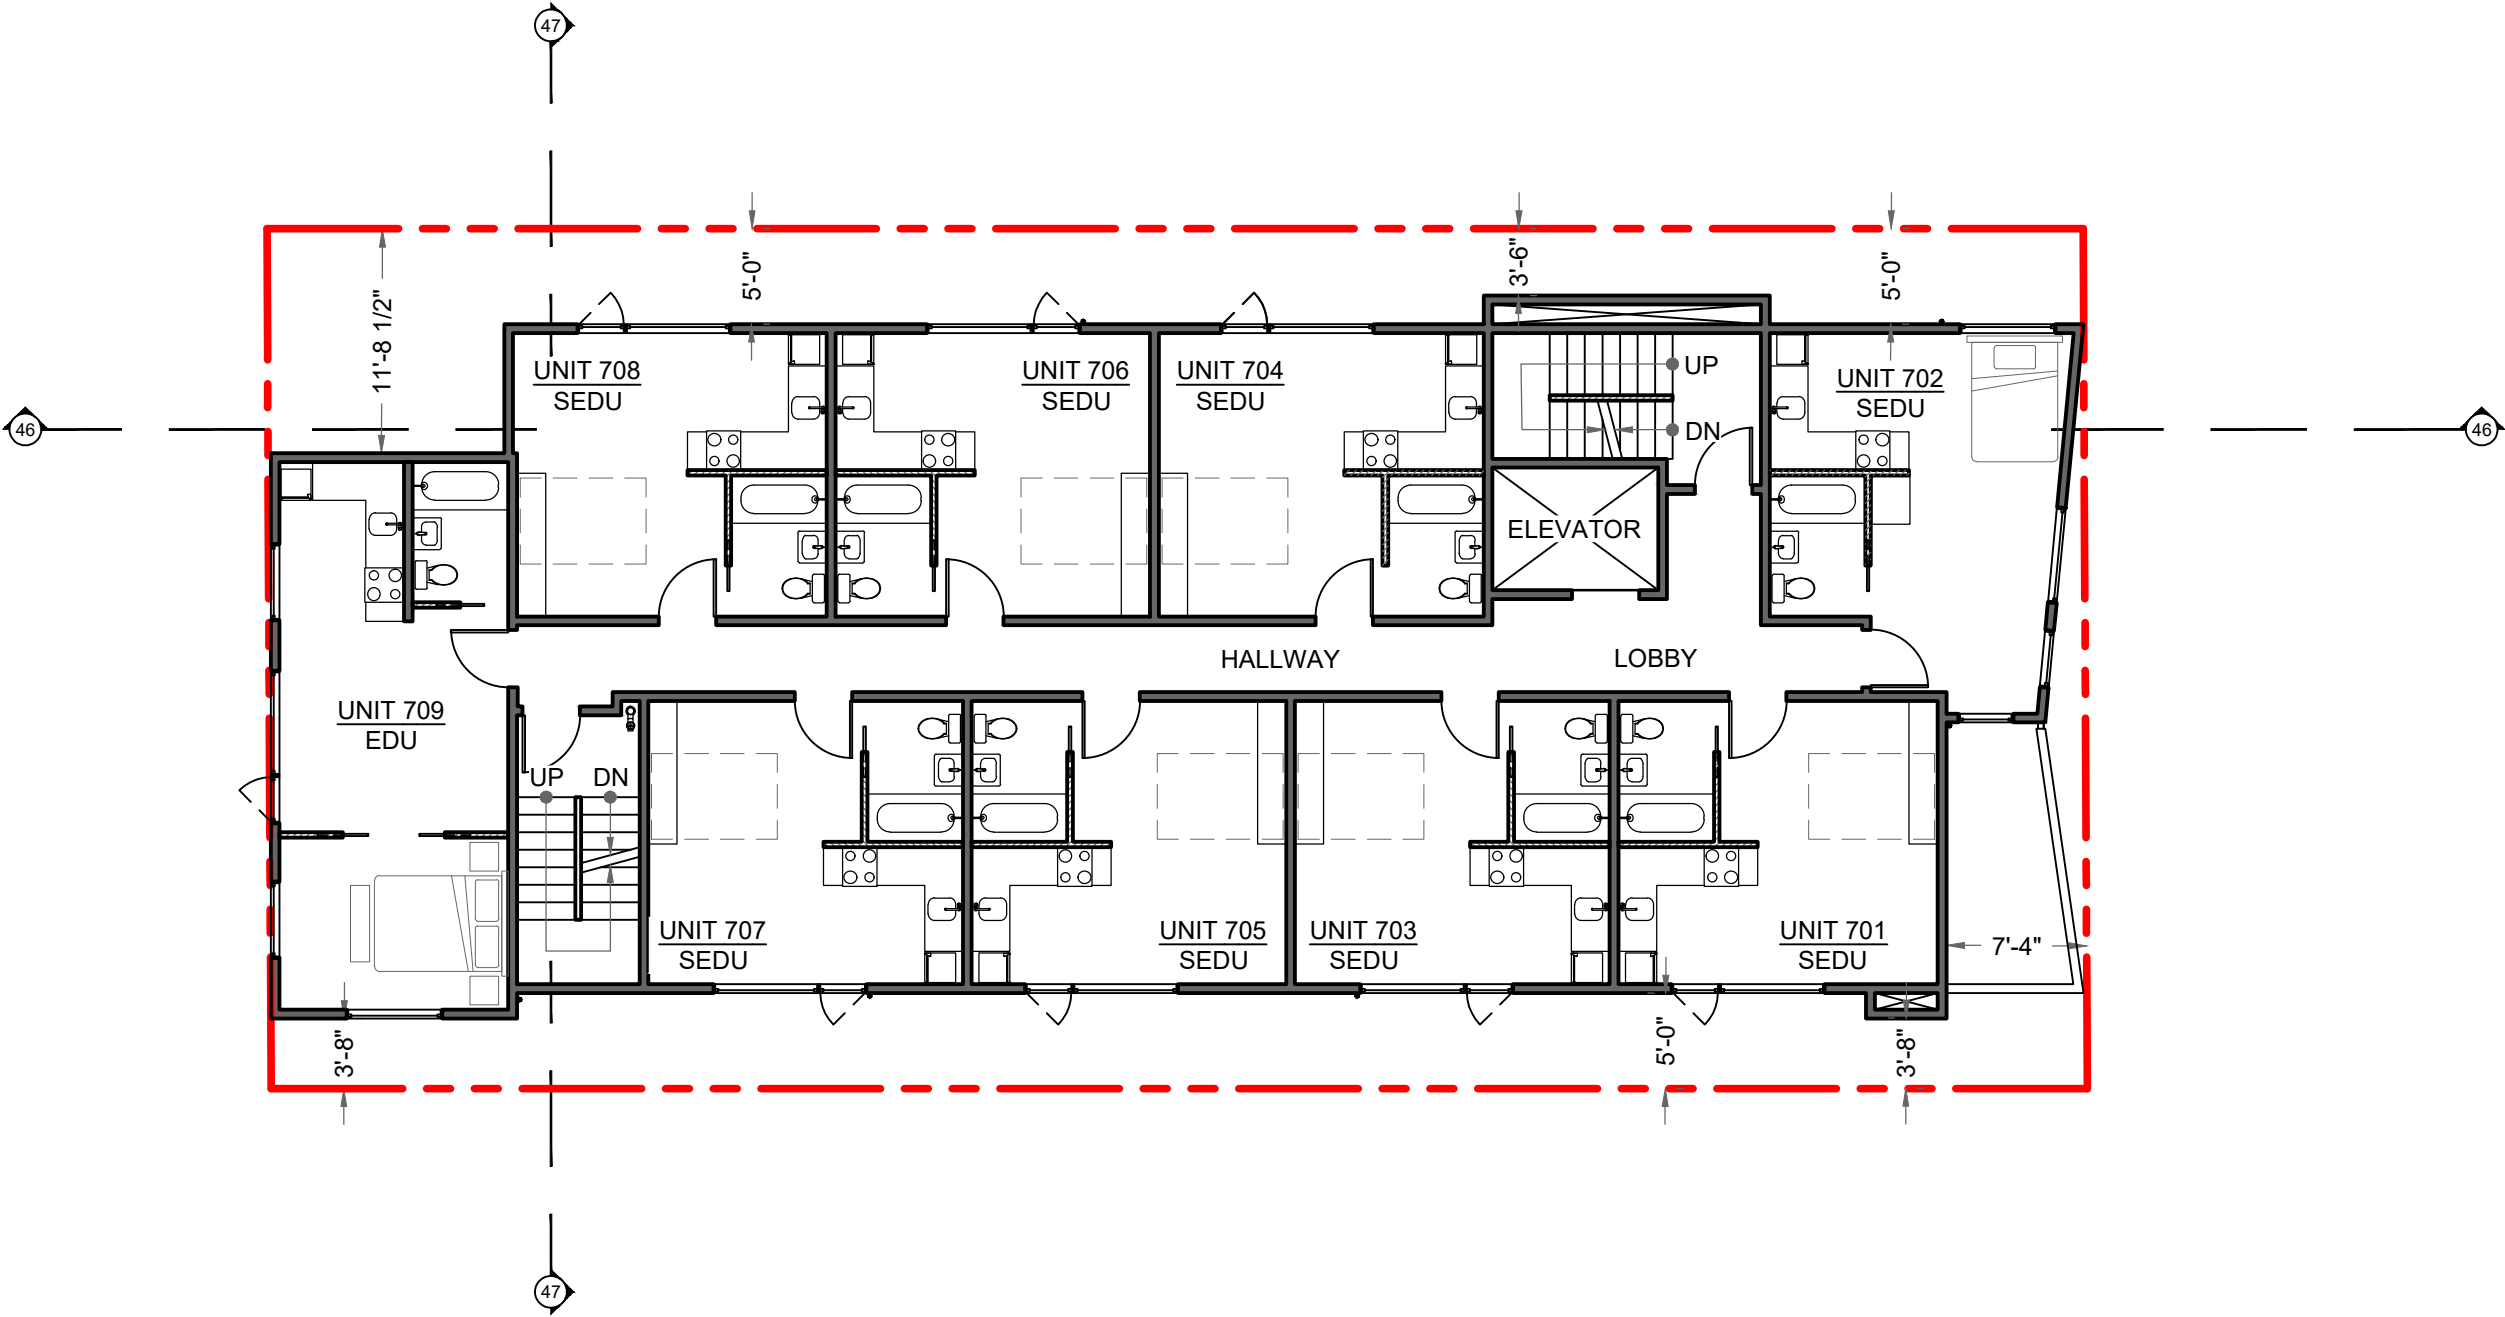 47
11'-8 1/2"
5'-0"
3'-6"
5'-0"
UNIT 708
SEDU
UNIT 706
SEDU
UNIT 704
SEDU
UP
UNIT 702
SEDU
46
DN
46
ELEVATOR
HALLWAY
LOBBY
UNIT 709
EDU
UP
DN
UNIT 707
SEDU
UNIT 705
SEDU
UNIT 703
SEDU
UNIT 701
SEDU
7'-4"
3'-8"
5'-0"
3'-8"
47